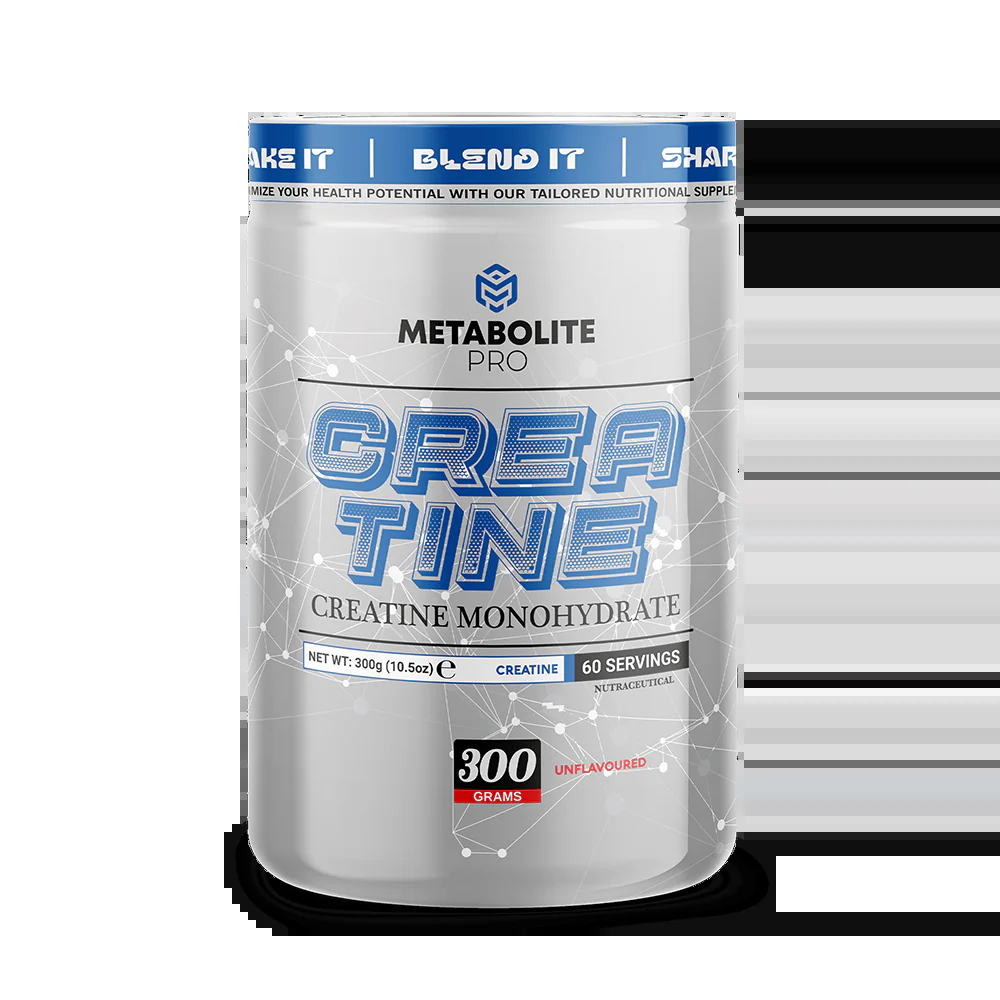 AKE IT | BLEND IT | SHAR
MIZE YOUR HEALTH POTENTIAL WITH OUR TAILORED NUTRITIONAL SUPPLE
METABOLITE
PRO
CREA
TINE
CREATINE MONOHYDRATE
NET WT: 300g (10.5oz) ℮ CREATINE 60 SERVINGS
NUTRACEUTICAL
300
GRAMS
UNFLAVOURED